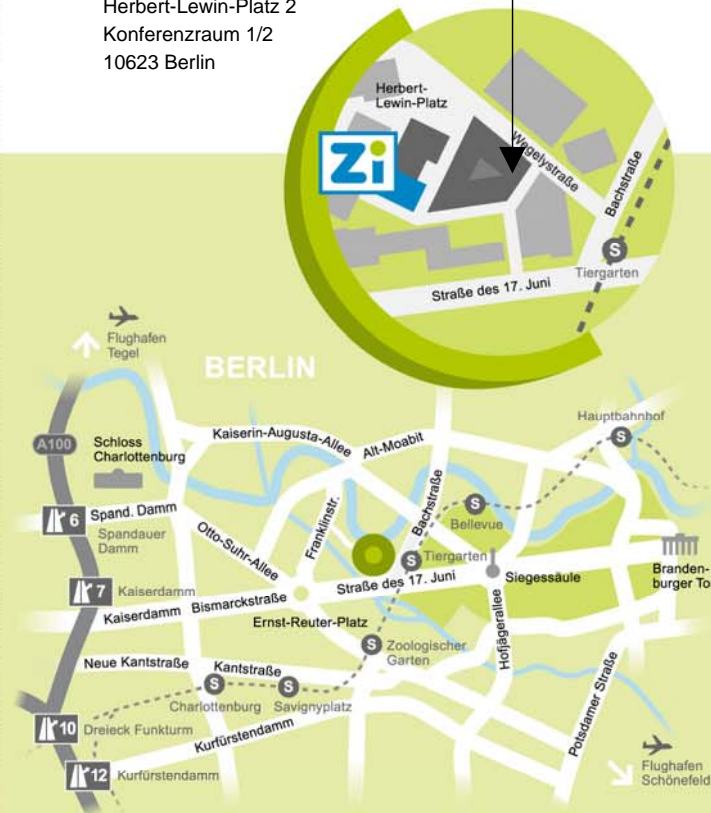 Herbert-Lewin-Platz 2
Konferenzraum 1/2
10623 Berlin
Herbert-
Lewin-Platz
Wegelystraße
Zi
Bachstraße
S
Tiergarten
Straße des 17. Juni
Flughafen
Tegel
BERLIN
Hauptbahnhof
S
A100
Schloss
Charlottenburg
Kaiserin-Augusta-Allee
Alt-Moabit
6
Spand. Damm
Spandauer
Damm
Otto-Suhr-Allee
Franklinstr.
Bachstraße
S
Bellevue
S
Tiergarten
Siegessäule
Branden-
burger To
7
Kaiserdamm
Kaiserdamm
Bismarckstraße
Straße des 17. Juni
Ernst-Reuter-Platz
Hofjägerallee
S
Zoologischer
Garten
Neue Kantstraße
Kantstraße
S
Charlottenburg
S
Savignyplatz
Potsdamer Straße
10
Dreieck Funkturm
Kurfürstendamm
12
Kurfürstendamm
Flughafen
Schönefeld